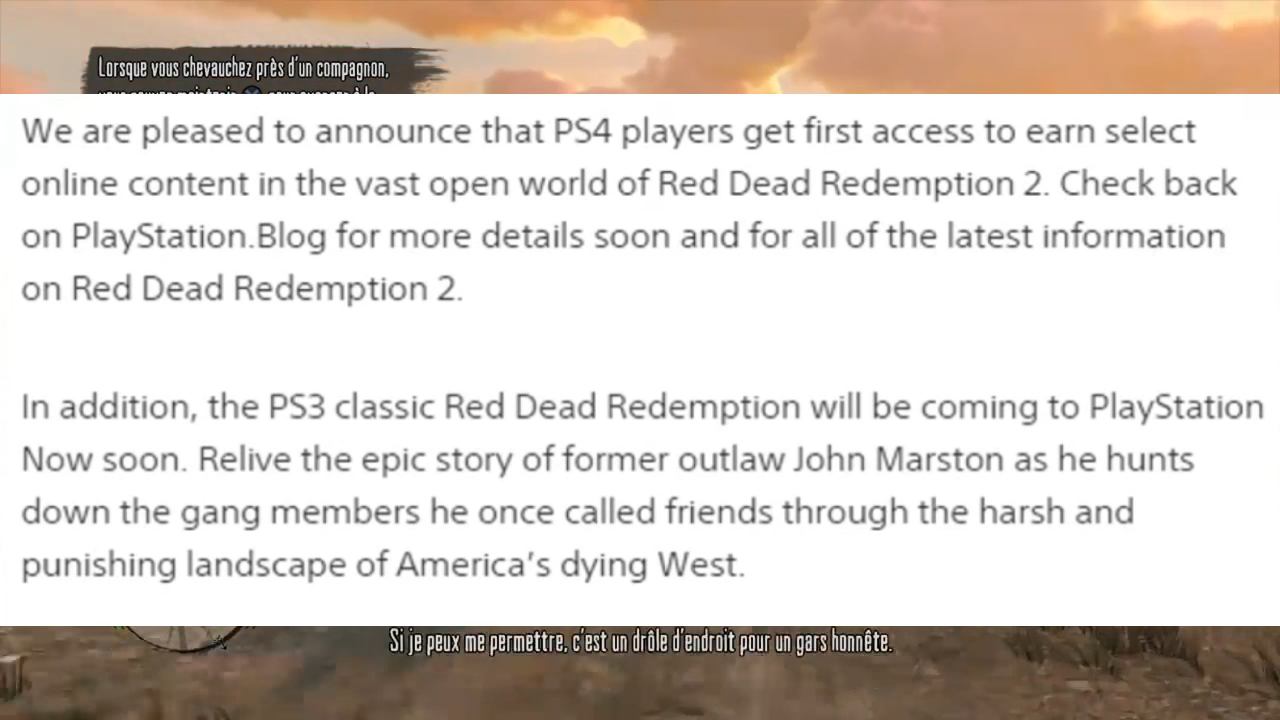 Lorsque vous chevauchez près d'un compagnon,
We are pleased to announce that PS4 players get first access to earn select
online content in the vast open world of Red Dead Redemption 2. Check back
on PlayStation.Blog for more details soon and for all of the latest information
on Red Dead Redemption 2.
In addition, the PS3 classic Red Dead Redemption will be coming to PlayStation
Now soon. Relive the epic story of former outlaw John Marston as he hunts
down the gang members he once called friends through the harsh and
punishing landscape of America's dying West.
Si je peux me permettre, c'est un drôle d'endroit pour un gars honnête.